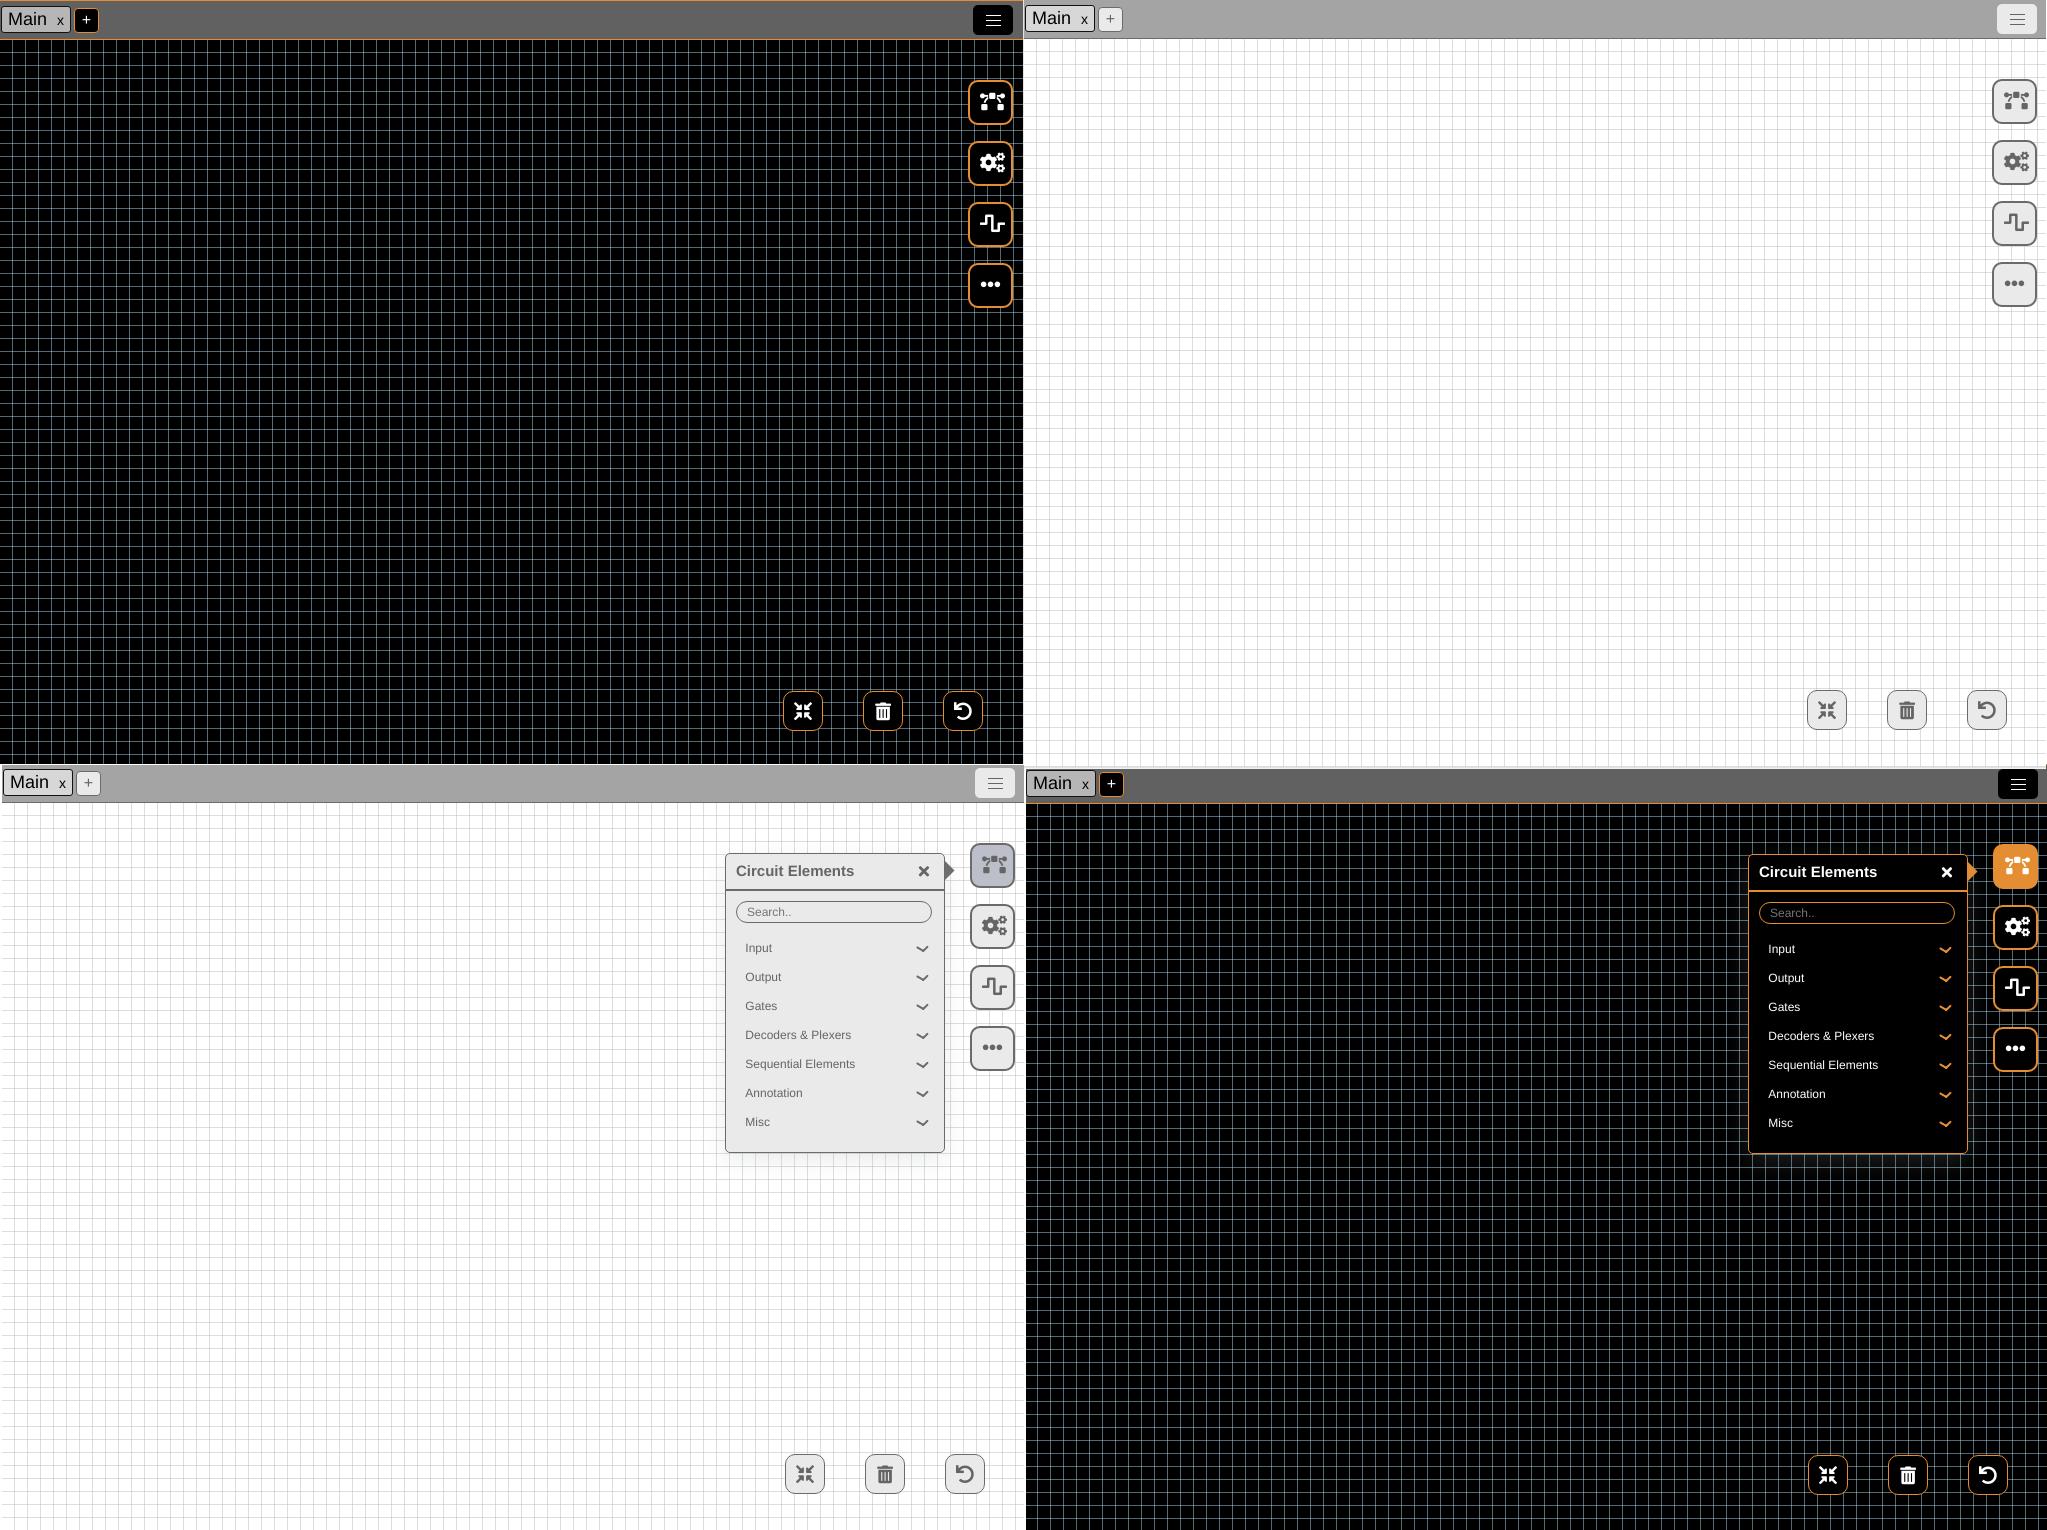 Main x +
Main x +
Main x +
Circuit Elements
Search..
Input
Output
Gates
Decoders & Plexers
Sequential Elements
Annotation
Misc
Main x +
Circuit Elements
Search..
Input
Output
Gates
Decoders & Plexers
Sequential Elements
Annotation
Misc